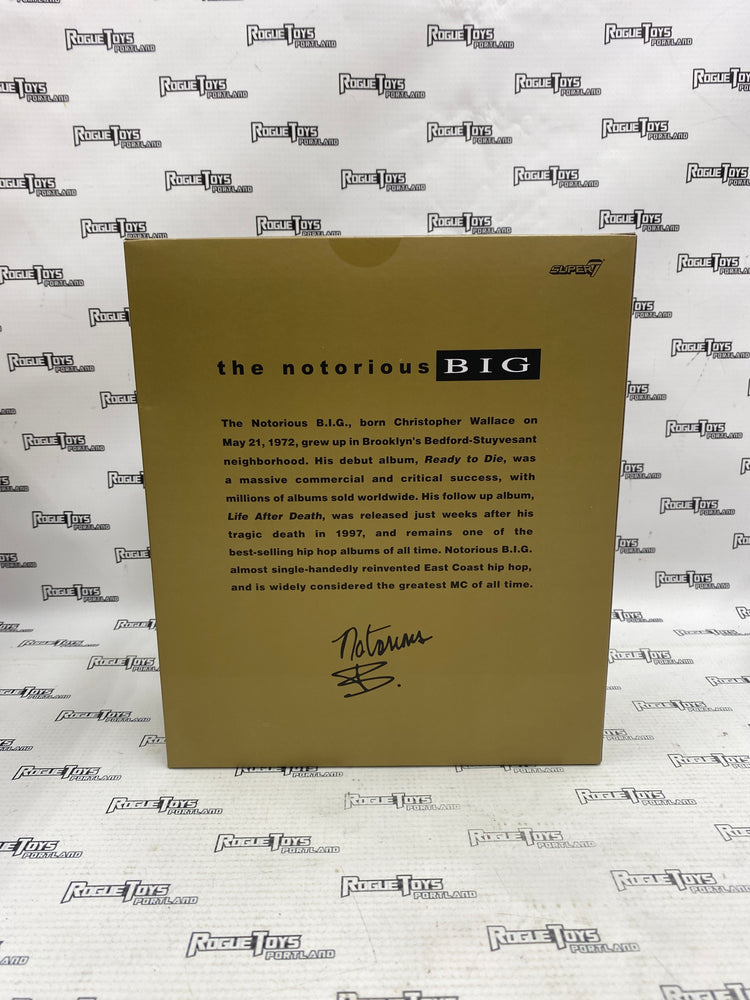 SUPER7
the notorious BIG
The Notorious B.I.G., born Christopher Wallace on
May 21, 1972, grew up in Brooklyn's Bedford-Stuyvesant
neighborhood. His debut album, Ready to Die, was
a massive commercial and critical success, with
millions of albums sold worldwide. His follow up album,
Life After Death, was released just weeks after his
tragic death in 1997, and remains one of the
best-selling hip hop albums of all time. Notorious B.I.G.
almost single-handedly reinvented East Coast hip hop,
and is widely considered the greatest MC of all time.
Notorious
B.
ROGUE TOYS
PORTLAND